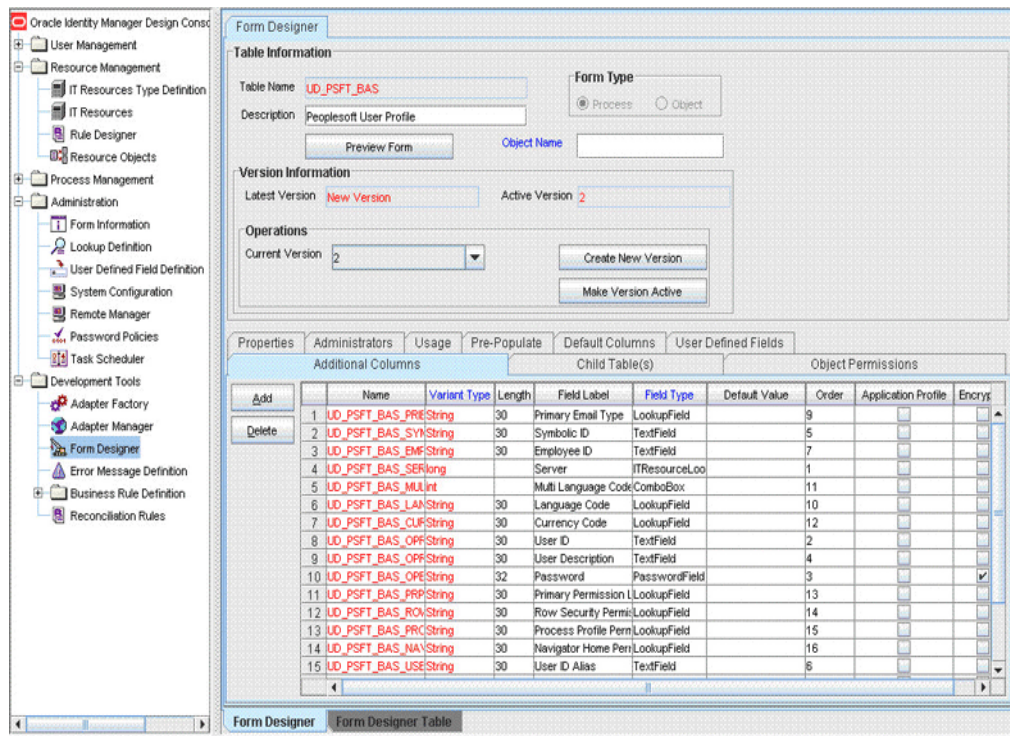 Oracle Identity Manager Design Consc
User Management
Resource Management
IT Resources Type Definition
IT Resources
Rule Designer
Resource Objects
Process Management
Administration
Form Information
Lookup Definition
User Defined Field Definition
System Configuration
Remote Manager
Password Policies
Task Scheduler
Development Tools
Adapter Factory
Adapter Manager
Form Designer
Error Message Definition
Business Rule Definition
Reconciliation Rules
Form Designer
Table Information
Table Name UD_PSFT_BAS
Form Type
Process Object
Description Peoplesoft User Profile
Preview Form Object Name
Version Information
Latest Version New Version Active Version 2
Operations
Current Version 2 Create New Version
Make Version Active
Properties Administrators Usage Pre-Populate Default Columns User Defined Fields
Additional Columns Child Table(s) Object Permissions
Add
Delete
Name Variant Type Length Field Label Field Type Default Value Order Application Profile Encryp
1 UD_PSFT_BAS_PRE String 30 Primary Email Type LookupField 9
2 UD_PSFT_BAS_SYM String 30 Symbolic ID TextField 5
3 UD_PSFT_BAS_EMF String 30 Employee ID TextField 7
4 UD_PSFT_BAS_SER long Server ITResourceLoo 1
5 UD_PSFT_BAS_MUL int Multi Language Code ComboBox 11
6 UD_PSFT_BAS_LAN String 30 Language Code LookupField 10
7 UD_PSFT_BAS_CUR String 30 Currency Code LookupField 12
8 UD_PSFT_BAS_OPR String 30 User ID TextField 2
9 UD_PSFT_BAS_OPR String 30 User Description TextField 4
10 UD_PSFT_BAS_OPE String 32 Password PasswordField 3
11 UD_PSFT_BAS_PRP String 30 Primary Permission L LookupField 13
12 UD_PSFT_BAS_ROW String 30 Row Security Permis LookupField 14
13 UD_PSFT_BAS_PRC String 30 Process Profile Perm LookupField 15
14 UD_PSFT_BAS_NAV String 30 Navigator Home Perr LookupField 16
15 UD_PSFT_BAS_USE String 30 User ID Alias TextField 6
Form Designer Form Designer Table